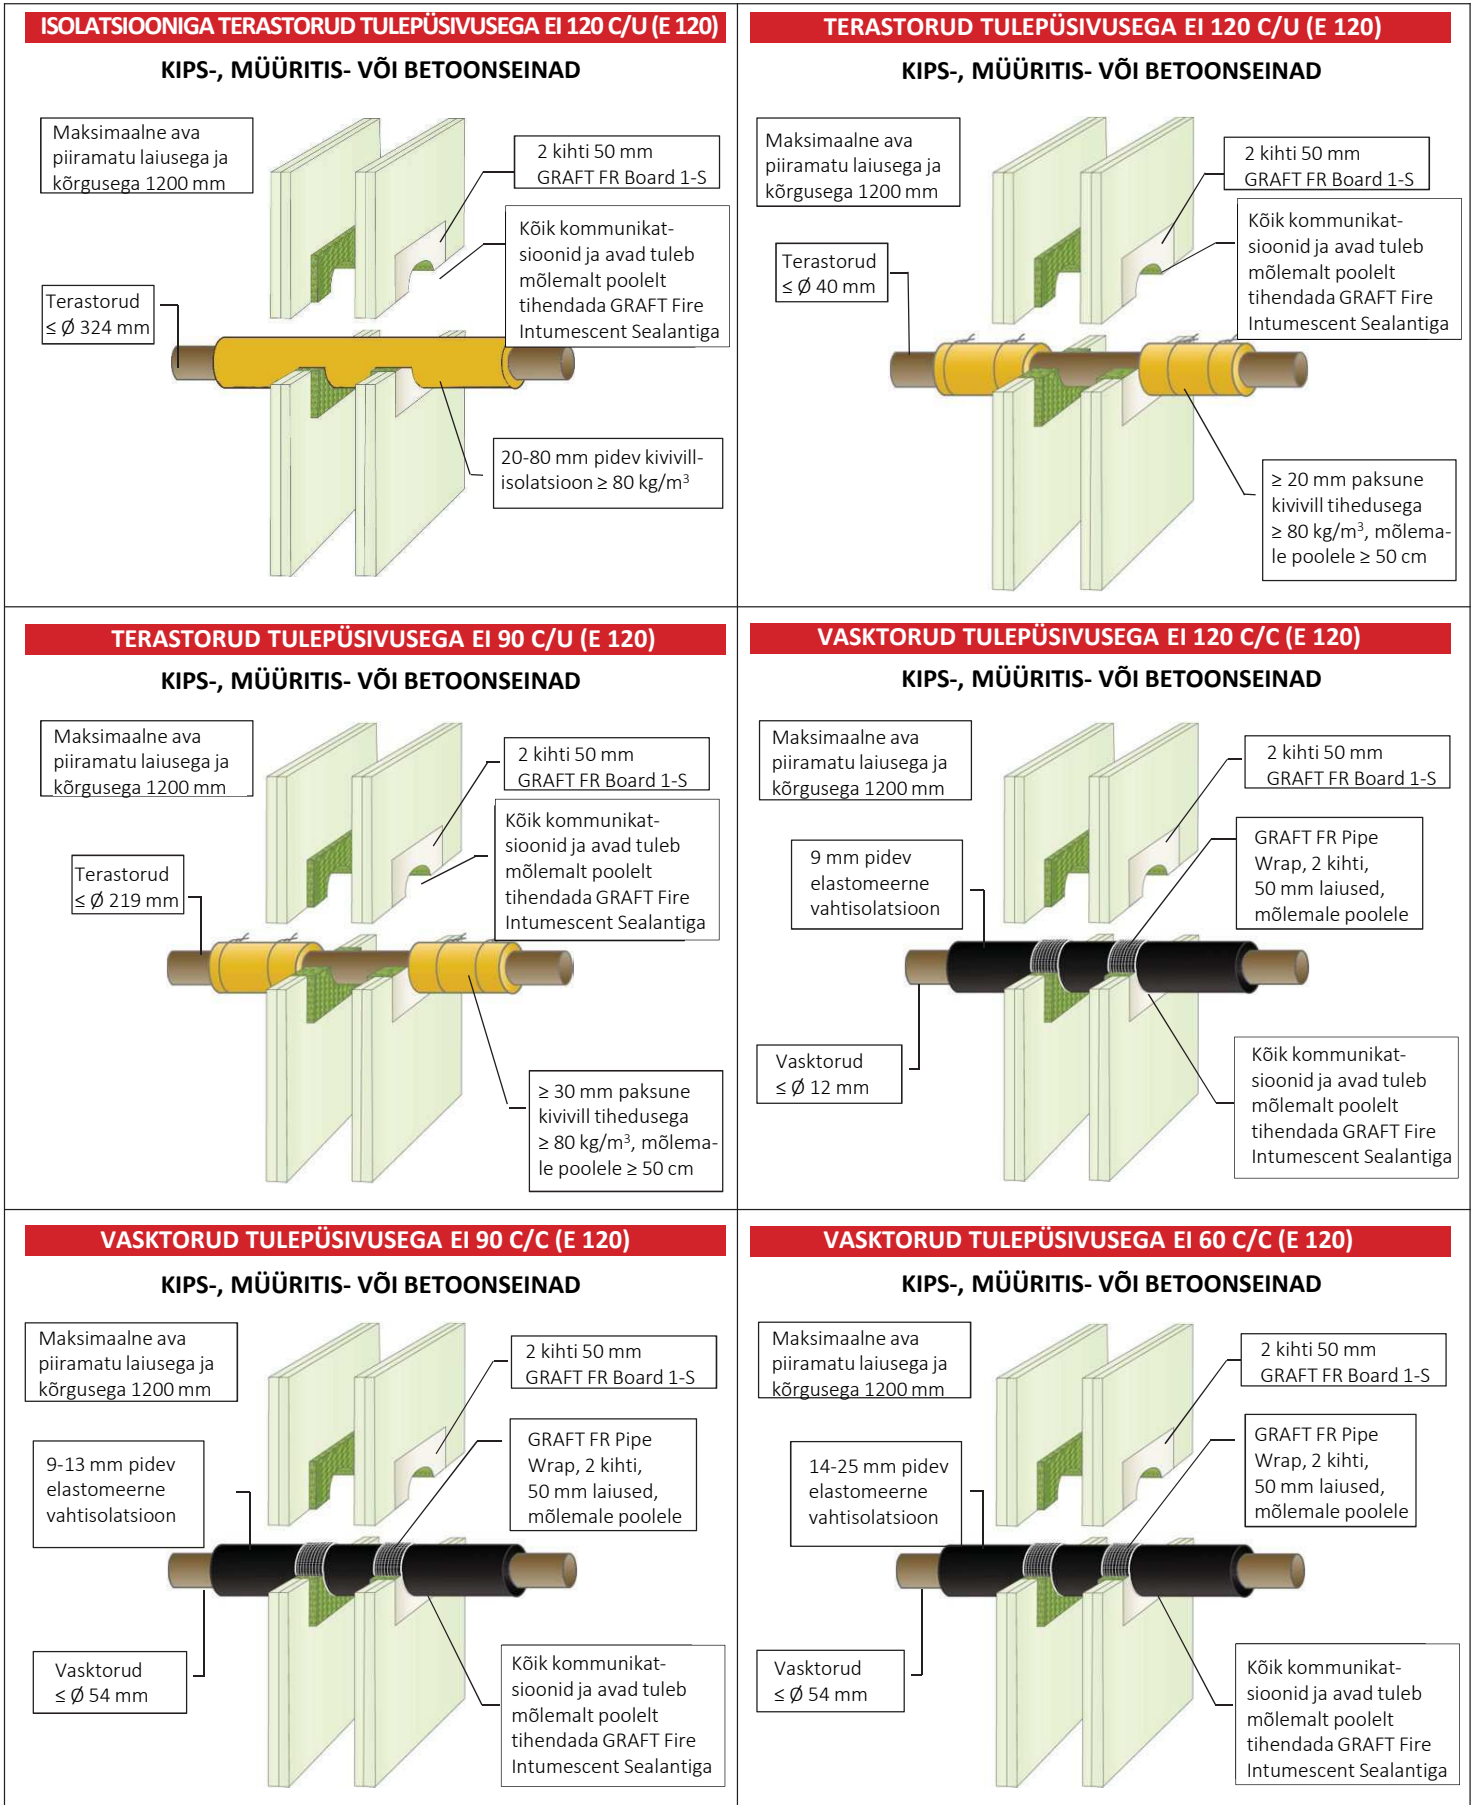 ISOLATSIOONIGA TERASTORUD TULEPÜSIVUSEGA EI 120 C/U (E 120)
KIPS-, MÜÜRITIS- VÕI BETOONSEINAD
Maksimaalne ava
piiramatu laiusega ja
kõrgusega 1200 mm
2 kihti 50 mm
GRAFT FR Board 1-S
Kõik kommunikat-
sioonid ja avad tuleb
mõlemalt poolelt
tihendada GRAFT Fire
Intumescent Sealantiga
Terastorud
≤ Ø 324 mm
20-80 mm pidev kivivill-
isolatsioon ≥ 80 kg/m³
TERASTORUD TULEPÜSIVUSEGA EI 120 C/U (E 120)
KIPS-, MÜÜRITIS- VÕI BETOONSEINAD
Maksimaalne ava
piiramatu laiusega ja
kõrgusega 1200 mm
2 kihti 50 mm
GRAFT FR Board 1-S
Kõik kommunikat-
sioonid ja avad tuleb
mõlemalt poolelt
tihendada GRAFT Fire
Intumescent Sealantiga
Terastorud
≤ Ø 40 mm
≥ 20 mm paksune
kivivill tihedusega
≥ 80 kg/m³, mõlema-
le poolele ≥ 50 cm
TERASTORUD TULEPÜSIVUSEGA EI 90 C/U (E 120)
KIPS-, MÜÜRITIS- VÕI BETOONSEINAD
Maksimaalne ava
piiramatu laiusega ja
kõrgusega 1200 mm
2 kihti 50 mm
GRAFT FR Board 1-S
Kõik kommunikat-
sioonid ja avad tuleb
mõlemalt poolelt
tihendada GRAFT Fire
Intumescent Sealantiga
Terastorud
≤ Ø 219 mm
≥ 30 mm paksune
kivivill tihedusega
≥ 80 kg/m³, mõlema-
le poolele ≥ 50 cm
VASKTORUD TULEPÜSIVUSEGA EI 120 C/C (E 120)
KIPS-, MÜÜRITIS- VÕI BETOONSEINAD
Maksimaalne ava
piiramatu laiusega ja
kõrgusega 1200 mm
2 kihti 50 mm
GRAFT FR Board 1-S
9 mm pidev
elastomeerne
vahtisolatsioon
GRAFT FR Pipe
Wrap, 2 kihti,
50 mm laiused,
mõlemale poolele
Vasktorud
≤ Ø 12 mm
Kõik kommunikat-
sioonid ja avad tuleb
mõlemalt poolelt
tihendada GRAFT Fire
Intumescent Sealantiga
VASKTORUD TULEPÜSIVUSEGA EI 90 C/C (E 120)
KIPS-, MÜÜRITIS- VÕI BETOONSEINAD
Maksimaalne ava
piiramatu laiusega ja
kõrgusega 1200 mm
2 kihti 50 mm
GRAFT FR Board 1-S
9-13 mm pidev
elastomeerne
vahtisolatsioon
GRAFT FR Pipe
Wrap, 2 kihti,
50 mm laiused,
mõlemale poolele
Vasktorud
≤ Ø 54 mm
Kõik kommunikat-
sioonid ja avad tuleb
mõlemalt poolelt
tihendada GRAFT Fire
Intumescent Sealantiga
VASKTORUD TULEPÜSIVUSEGA EI 60 C/C (E 120)
KIPS-, MÜÜRITIS- VÕI BETOONSEINAD
Maksimaalne ava
piiramatu laiusega ja
kõrgusega 1200 mm
2 kihti 50 mm
GRAFT FR Board 1-S
14-25 mm pidev
elastomeerne
vahtisolatsioon
GRAFT FR Pipe
Wrap, 2 kihti,
50 mm laiused,
mõlemale poolele
Vasktorud
≤ Ø 54 mm
Kõik kommunikat-
sioonid ja avad tuleb
mõlemalt poolelt
tihendada GRAFT Fire
Intumescent Sealantiga